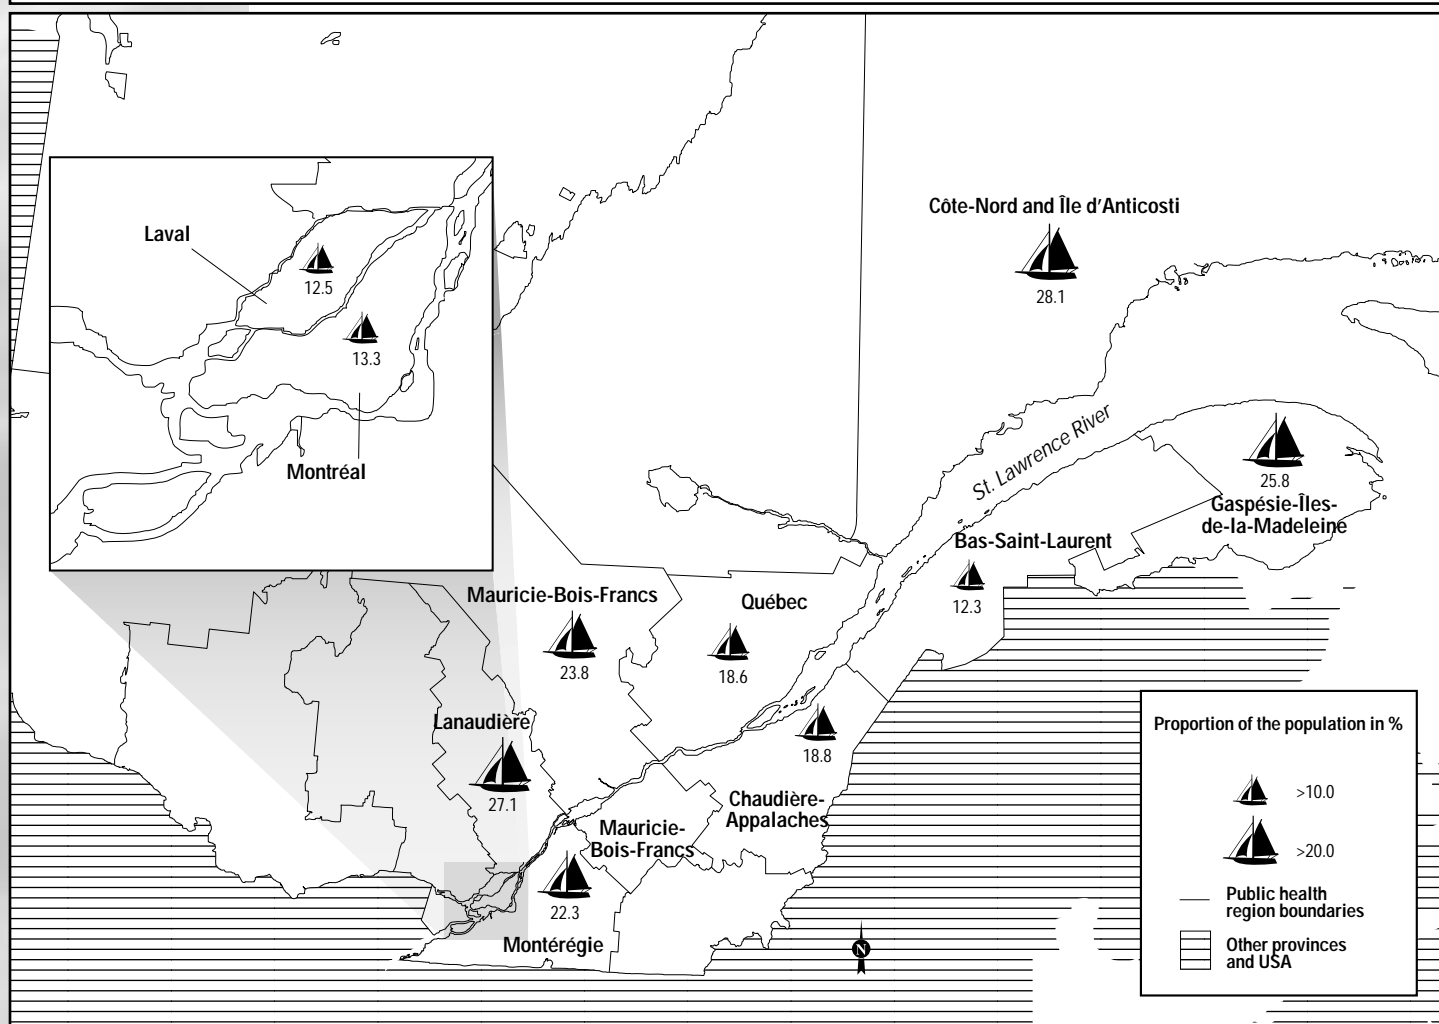 Côte-Nord and Île d'Anticosti
28.1
Laval
12.5
13.3
Montréal
St. Lawrence River
25.8
Gaspésie-Îles-
de-la-Madeleine
Bas-Saint-Laurent
12.3
Mauricie-Bois-Francs
23.8
Québec
18.6
Lanaudière
27.1
18.8
Chaudière-
Appalaches
Mauricie-
Bois-Francs
22.3
Montérégie
Proportion of the population in %
>10.0
>20.0
Public health
region boundaries
Other provinces
and USA
N